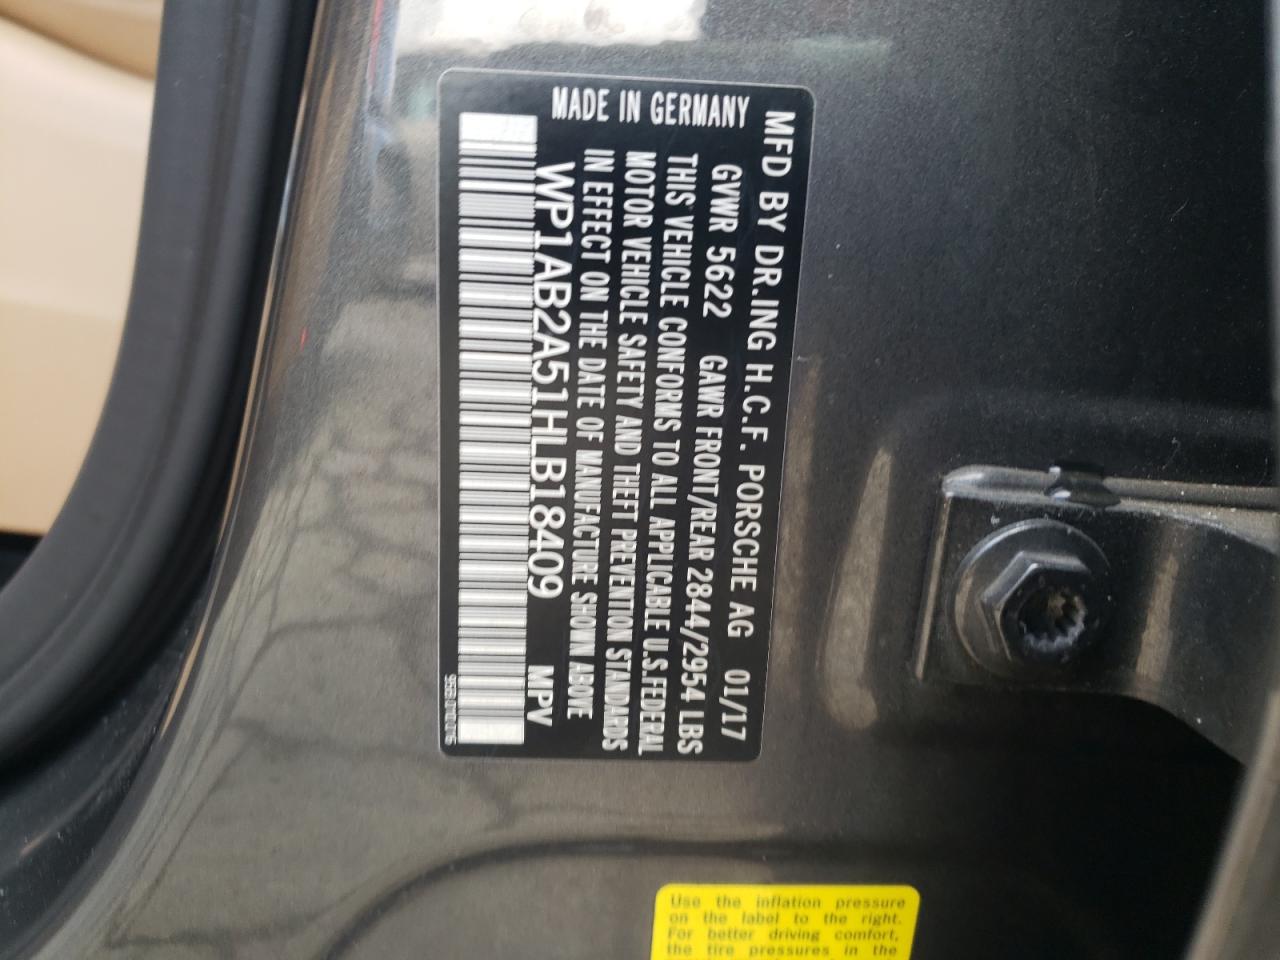 MFD BY DR.ING H.C.F. PORSCHE AG 01/17
GVWR 5622 GAWR FRONT/REAR 2844/2954 LBS
THIS VEHICLE CONFORMS TO ALL APPLICABLE U.S.FEDERAL
MOTOR VEHICLE SAFETY AND THEFT PREVENTION STANDARDS
IN EFFECT ON THE DATE OF MANUFACTURE SHOWN ABOVE
WP1AB2A51HLB18409 MPV
MADE IN GERMANY
Use the inflation pressure
on the label to the right.
For better driving comfort,
the tire pressures in the